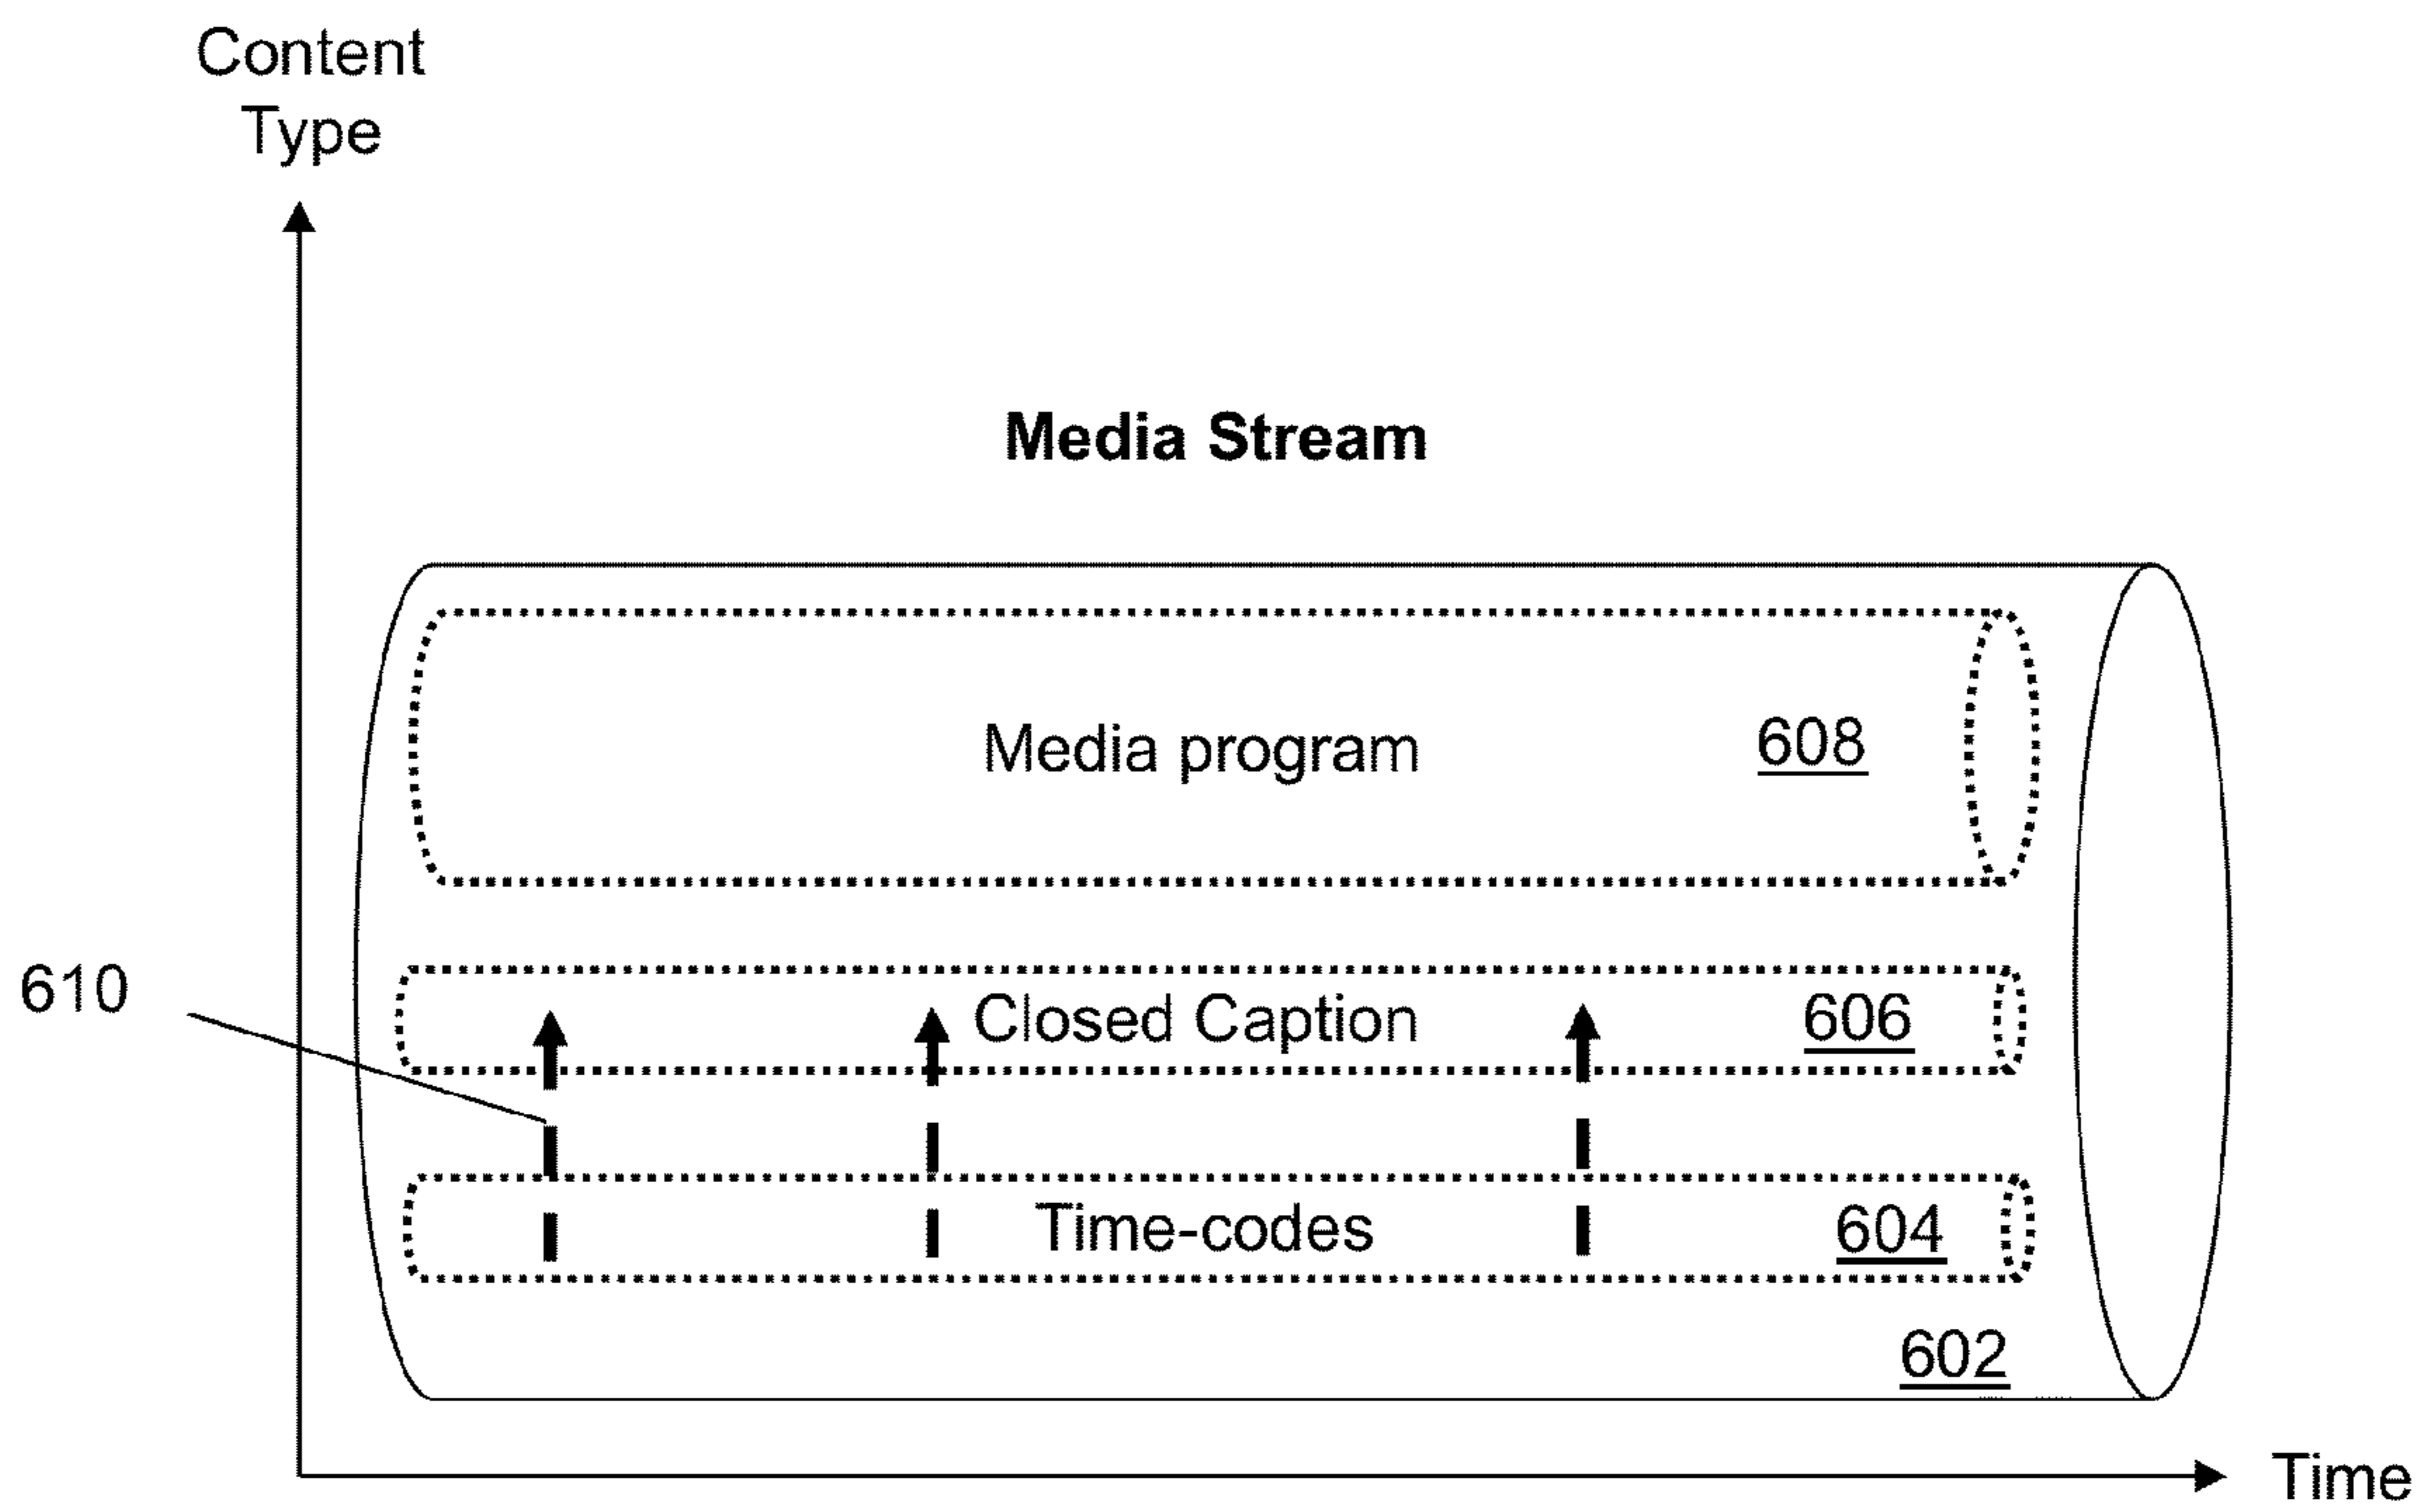 Content
Type
Media Stream
Media program 608
610
Closed Caption 606
Time-codes 604
602
Time